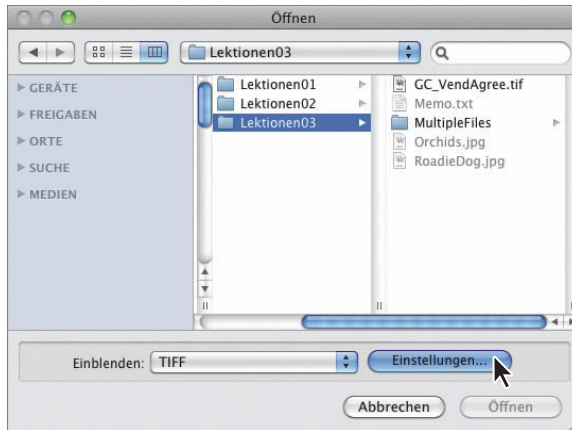 Öffnen
Lektionen03
GERÄTE
FREIGABEN
ORTE
SUCHE
MEDIEN
Lektionen01
Lektionen02
Lektionen03
GC_VendAgree.tif
Memo.txt
MultipleFiles
Orchids.jpg
RoadieDog.jpg
Einblenden: TIFF
Einstellungen...
Abbrechen
Öffnen